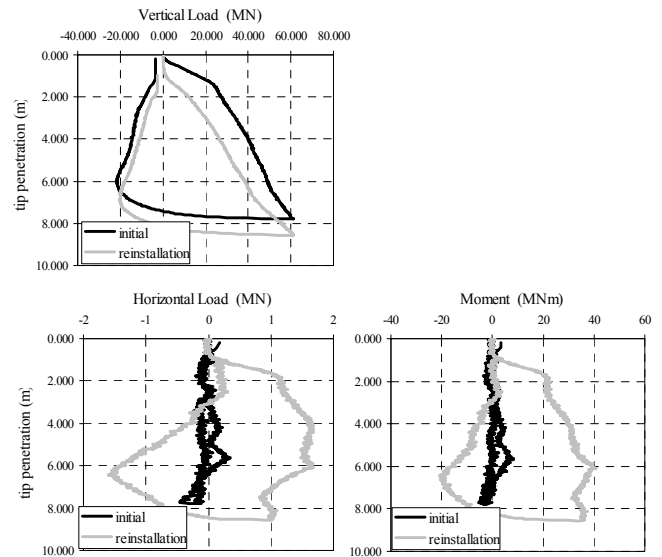 Vertical Load (MN)
-40.000 -20.000 0.000 20.000 40.000 60.000 80.000
0.000
2.000
4.000
6.000
8.000
10.000
tip penetration (m)
initial
reinstallation
Horizontal Load (MN)
-2 -1 0 1 2
0.000
2.000
4.000
6.000
8.000
10.000
tip penetration (m)
initial
reinstallation
Moment (MNm)
-40 -20 0 20 40 60
0.000
2.000
4.000
6.000
8.000
10.000
initial
reinstallation